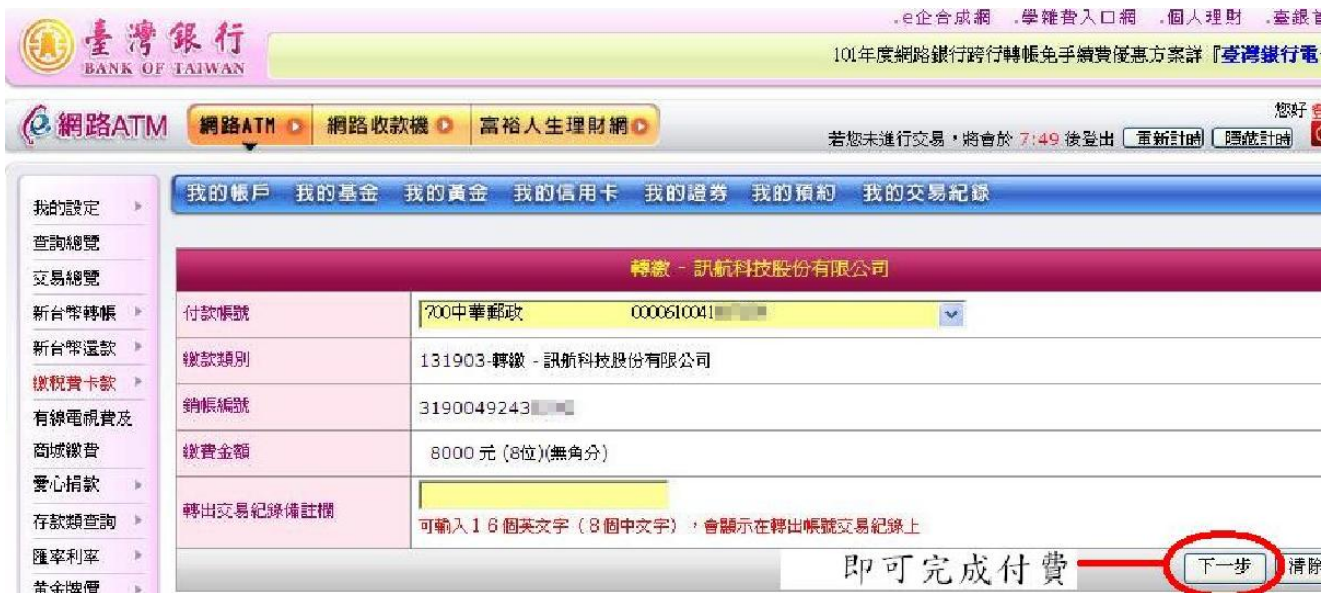 .e企合成網 .學雜費入口網 .個人理財 .臺銀首
臺灣銀行
BANK OF TAIWAN
101年度網路銀行跨行轉帳免手續費優惠方案詳『臺灣銀行電
網路ATM
網路ATM 網路收款機 富裕人生理財網
您好
若您未進行交易,將會於 7:49 後登出 重新計時 隱藏計時
我的帳戶 我的基金 我的黃金 我的信用卡 我的證券 我的預約 我的交易紀錄
我的設定
查詢總覽
交易總覽
新台幣轉帳
新台幣還款
繳稅費卡款
有線電視費及
商城繳費
愛心捐款
存款類查詢
匯率利率
黃金牌價
轉繳 - 訊航科技股份有限公司
付款帳號 700中華郵政 0000610041
繳款類別 131903-轉繳 - 訊航科技股份有限公司
銷帳編號 3190049243
繳費金額 8000 元 (8位)(無角分)
轉出交易紀錄備註欄
可輸入16個英文字(8個中文字),會顯示在轉出帳號交易紀錄上
即可完成付費 下一步 清除